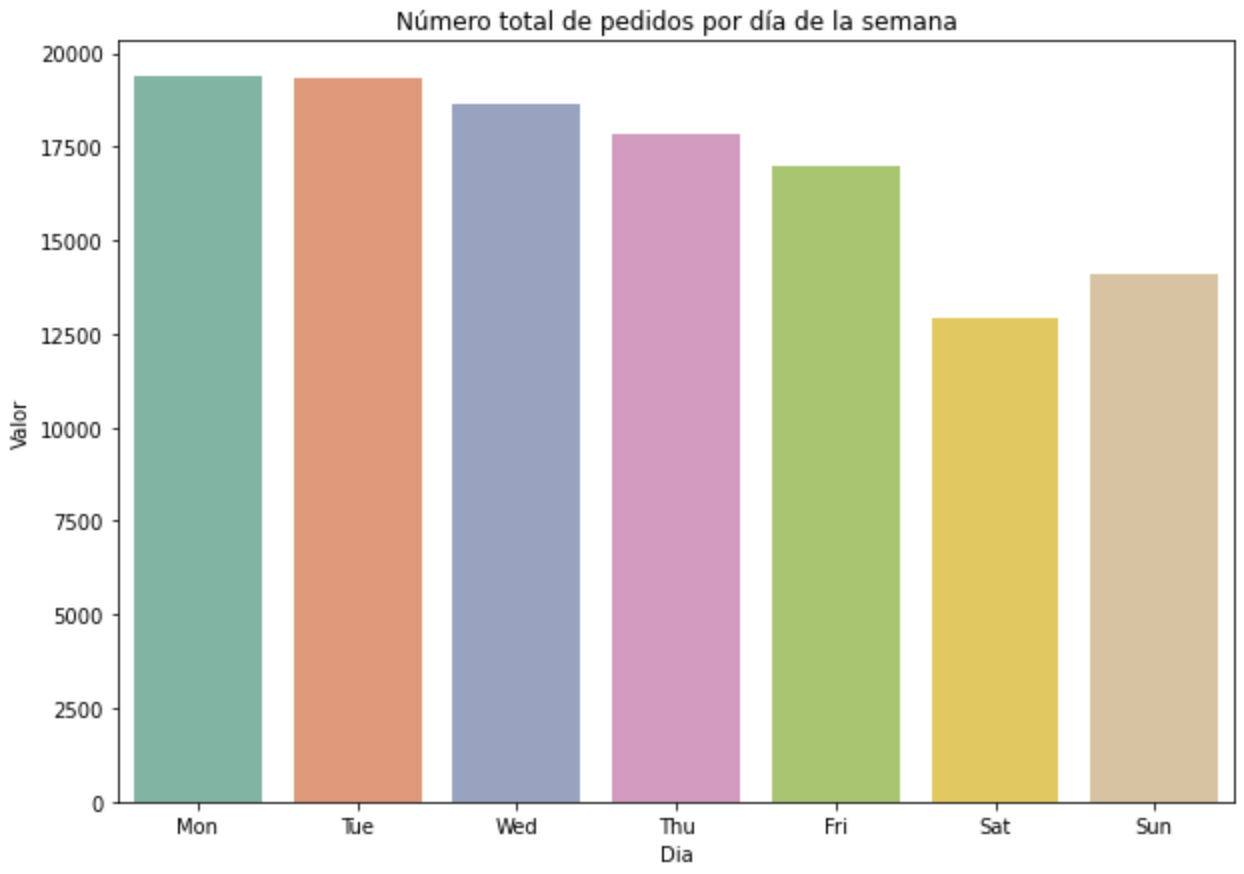 Número total de pedidos por día de la semana
20000
17500
15000
12500
10000
7500
5000
2500
0
Valor
Mon Tue Wed Thu Fri Sat Sun
Dia